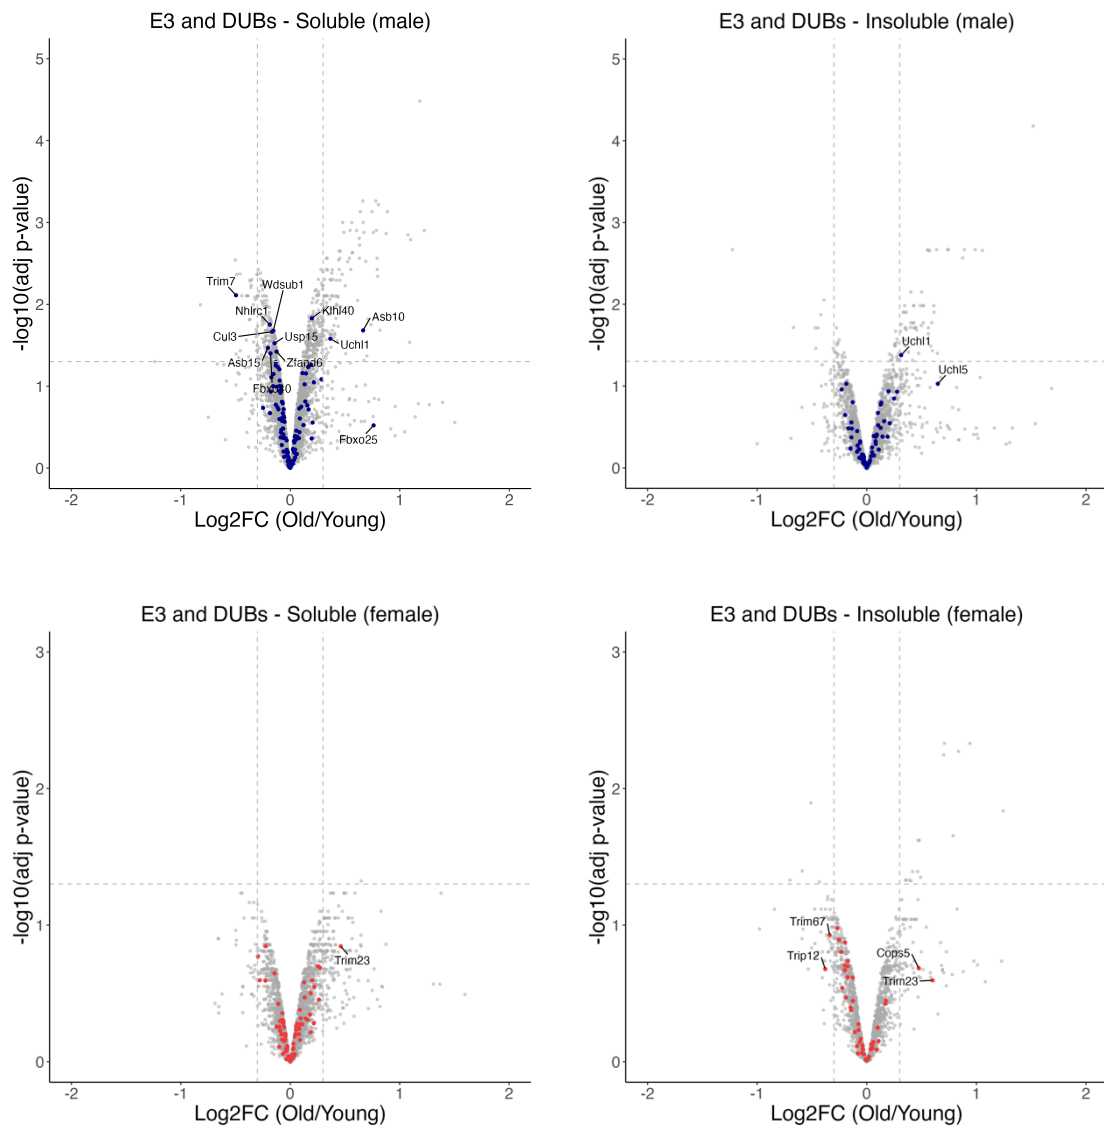 E3 and DUBs - Soluble (male)
-log10(adj p-value)
5
4
3
2
1
0
Trim7
Wdsub1
Nhlrc1
Klhl40
Asb10
Cul3
Usp15
Uchl1
Asb15
Zfand6
Fbxo25
-2
-1
0
1
2
Log2FC (Old/Young)
E3 and DUBs - Insoluble (male)
-log10(adj p-value)
5
4
3
2
1
0
Uchl1
Uchl5
-2
-1
0
1
2
Log2FC (Old/Young)
E3 and DUBs - Soluble (female)
-log10(adj p-value)
3
2
1
0
Trim23
-2
-1
0
1
2
Log2FC (Old/Young)
E3 and DUBs - Insoluble (female)
-log10(adj p-value)
3
2
1
0
Trim67
Trip12
Cops5
Trim23
-2
-1
0
1
2
Log2FC (Old/Young)